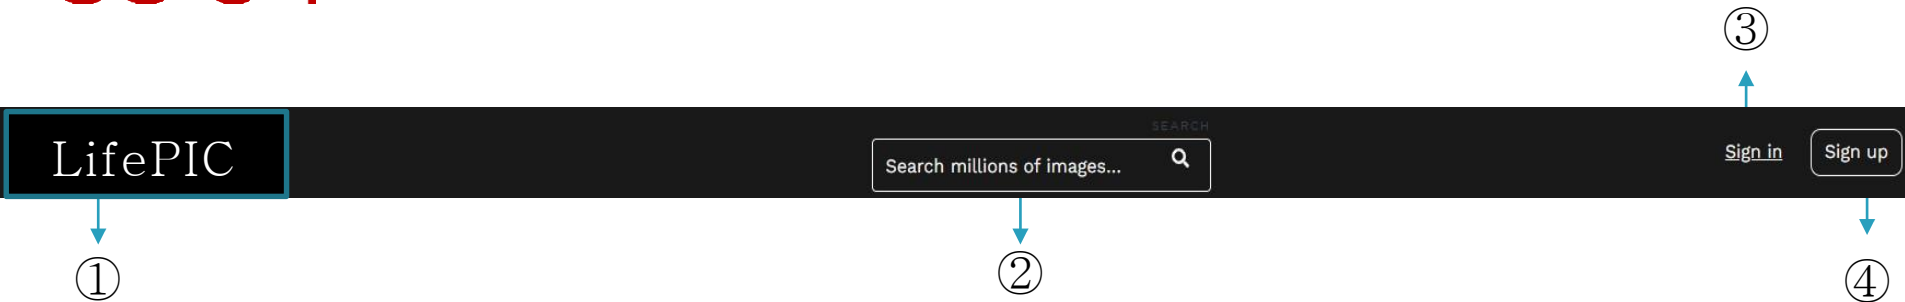 ③
SEARCH
LifePIC
Search millions of images...
Sign in
Sign up
①
②
④